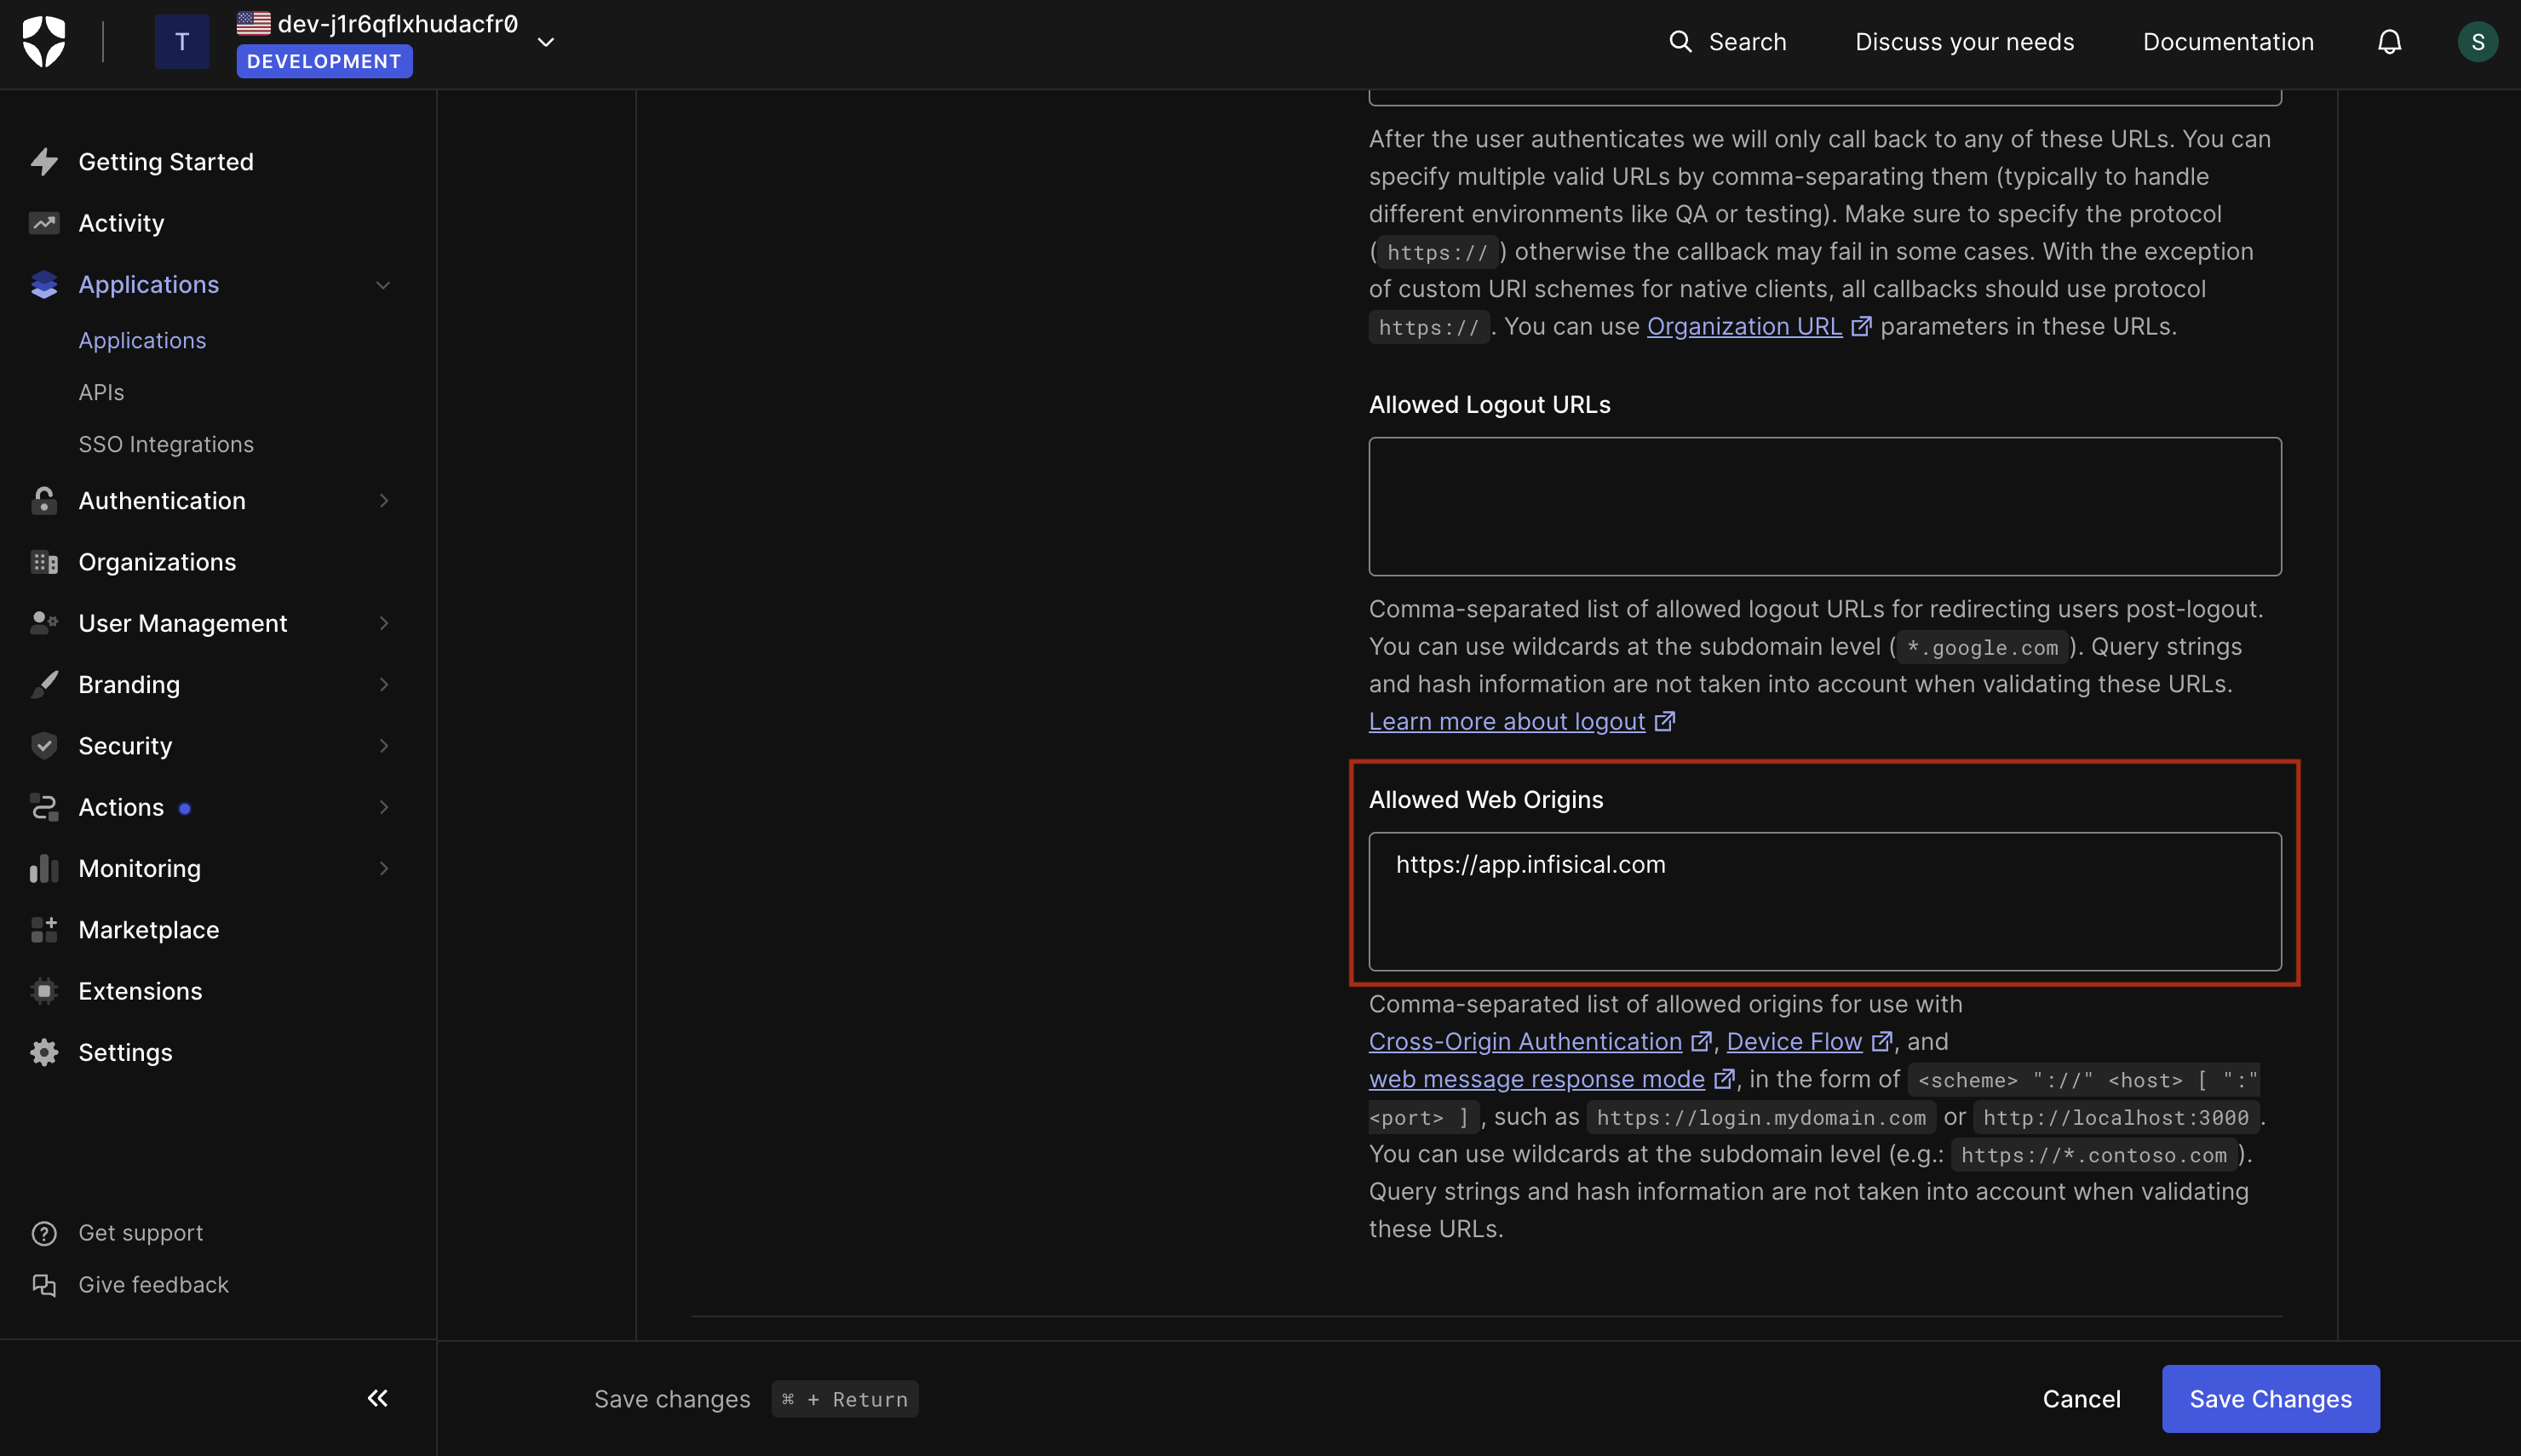 T
dev-j1r6qflxhudacfr0
DEVELOPMENT
Search
Discuss your needs
Documentation
S
Getting Started
Activity
Applications
Applications
APIs
SSO Integrations
Authentication
Organizations
User Management
Branding
Security
Actions
Monitoring
Marketplace
Extensions
Settings
Get support
Give feedback
After the user authenticates we will only call back to any of these URLs. You can
specify multiple valid URLs by comma-separating them (typically to handle
different environments like QA or testing). Make sure to specify the protocol
( https:// ) otherwise the callback may fail in some cases. With the exception
of custom URI schemes for native clients, all callbacks should use protocol
https:// . You can use Organization URL parameters in these URLs.
Allowed Logout URLs
Comma-separated list of allowed logout URLs for redirecting users post-logout.
You can use wildcards at the subdomain level ( *.google.com ). Query strings
and hash information are not taken into account when validating these URLs.
Learn more about logout
Allowed Web Origins
https://app.infisical.com
Comma-separated list of allowed origins for use with
Cross-Origin Authentication , Device Flow , and
web message response mode , in the form of <scheme> "://" <host> [ ":"
<port> ] , such as https://login.mydomain.com or http://localhost:3000 .
You can use wildcards at the subdomain level (e.g.: https://*.contoso.com ).
Query strings and hash information are not taken into account when validating
these URLs.
Save changes ⌘ + Return
Cancel
Save Changes